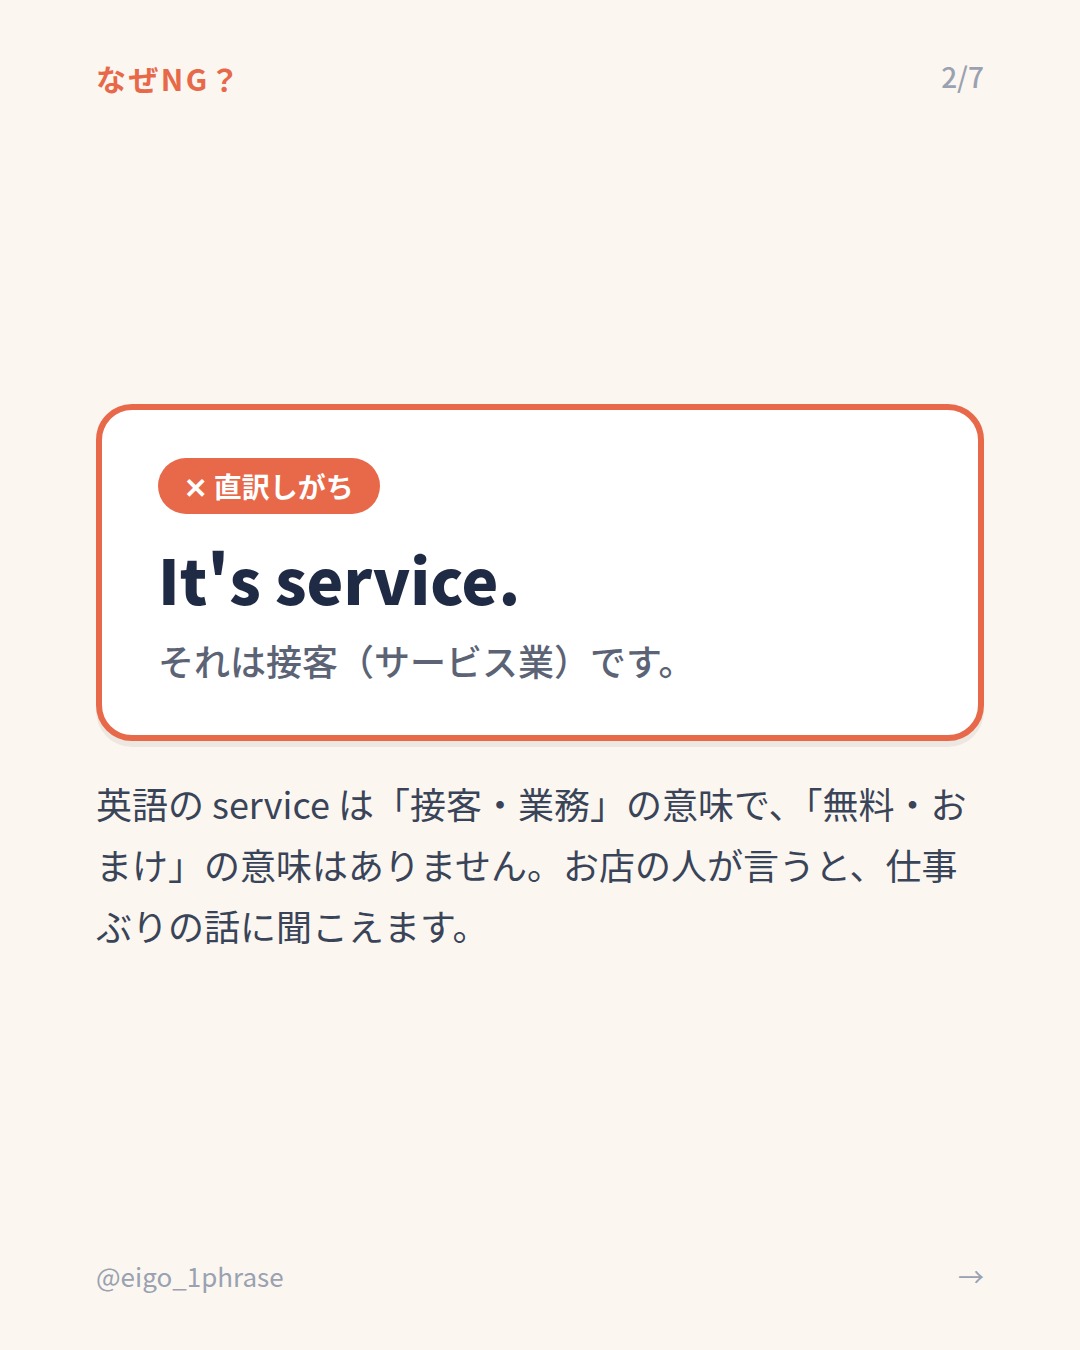 なぜNG？
2/7
× 直訳しがち
It's service.
それは接客（サービス業）です。
英語の service は「接客・業務」の意味で、「無料・お
まけ」の意味はありません。お店の人が言うと、仕事
ぶりの話に聞こえます。
@eigo_1phrase
→